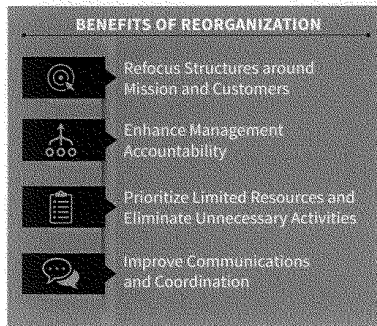 BENEFITS OF REORGANIZATION
Refocus Structures around
Mission and Customers
Enhance Management
Accountability
Prioritize Limited Resources and
Eliminate Unnecessary Activities
Improve Communications
and Coordination